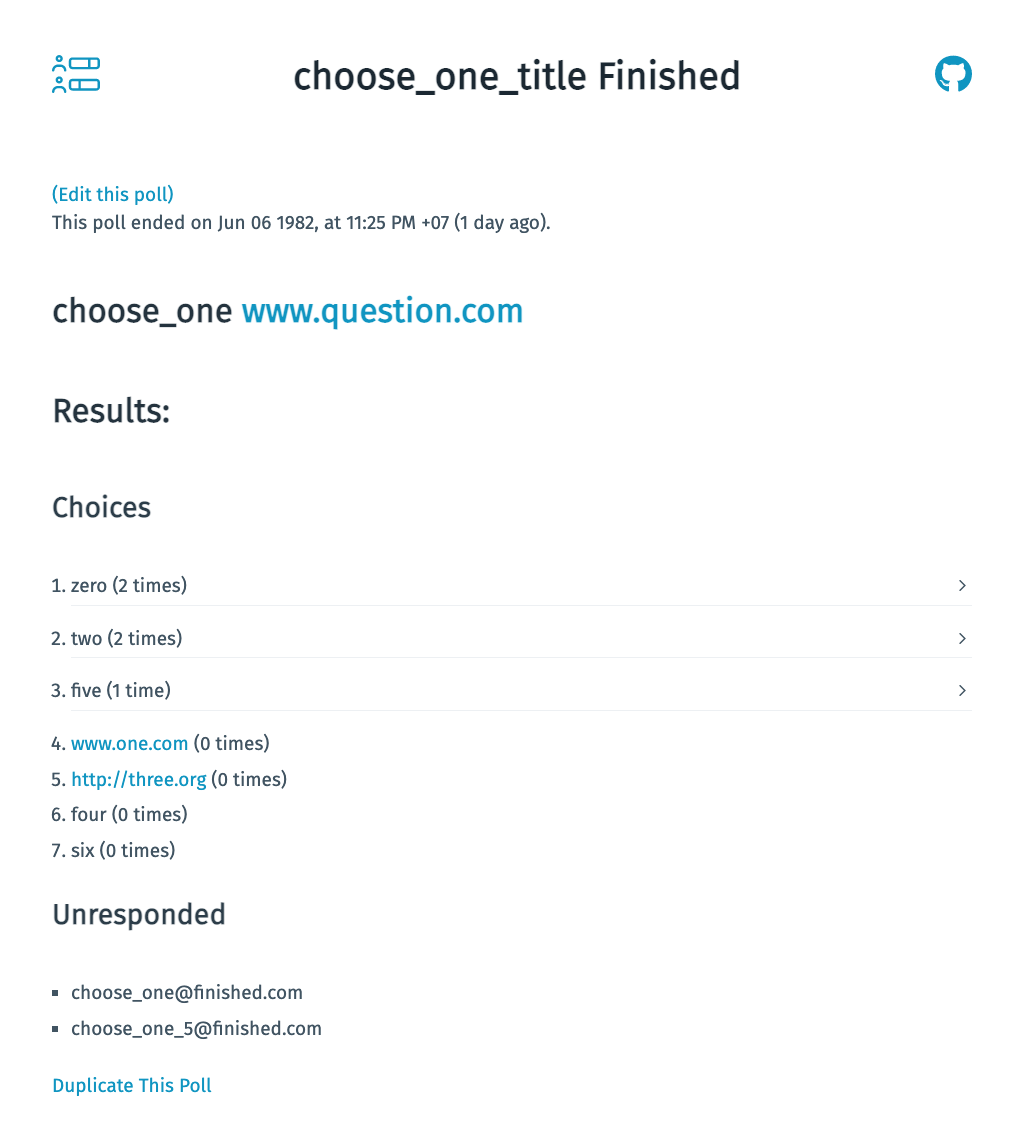 choose_one_title Finished
(Edit this poll)
This poll ended on Jun 06 1982, at 11:25 PM +07 (1 day ago).
choose_one www.question.com
Results:
Choices
1. zero (2 times)
2. two (2 times)
3. five (1 time)
4. www.one.com (0 times)
5. http://three.org (0 times)
6. four (0 times)
7. six (0 times)
Unresponded
▪ choose_one@finished.com
▪ choose_one_5@finished.com
Duplicate This Poll